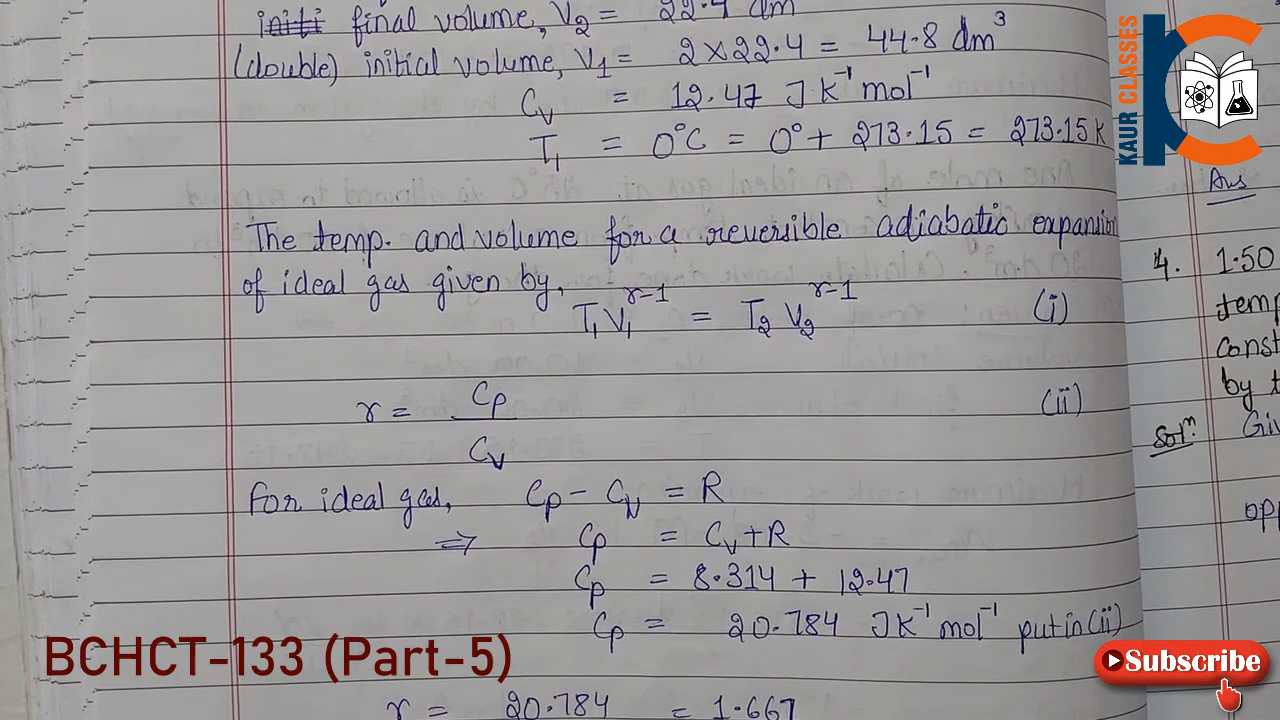 final volume, V₂ = 22.4 dm
(double) initial volume, V₁ = 2×22.4 = 44.8 dm³
Cv = 12.47 J K⁻¹ mol⁻¹
T₁ = 0°C = 0° + 273.15 = 273.15 K
The temp. and volume for a reversible adiabatic expansion
of ideal gas given by,
T₁V₁^r-1 = T₂V₂^r-1 (i)
r = Cp / Cv (ii)
For ideal gas, Cp - Cv = R
⇒ Cp = Cv + R
Cp = 8.314 + 12.47
Cp = 20.784 JK⁻¹ mol⁻¹ put in (ii)
r = 20.784 = 1.667
KAUR CLASSES
Ans
4. 1.50
temp
const
by t
Solⁿ. Giv
opp
BCHCT-133 (Part-5)
Subscribe